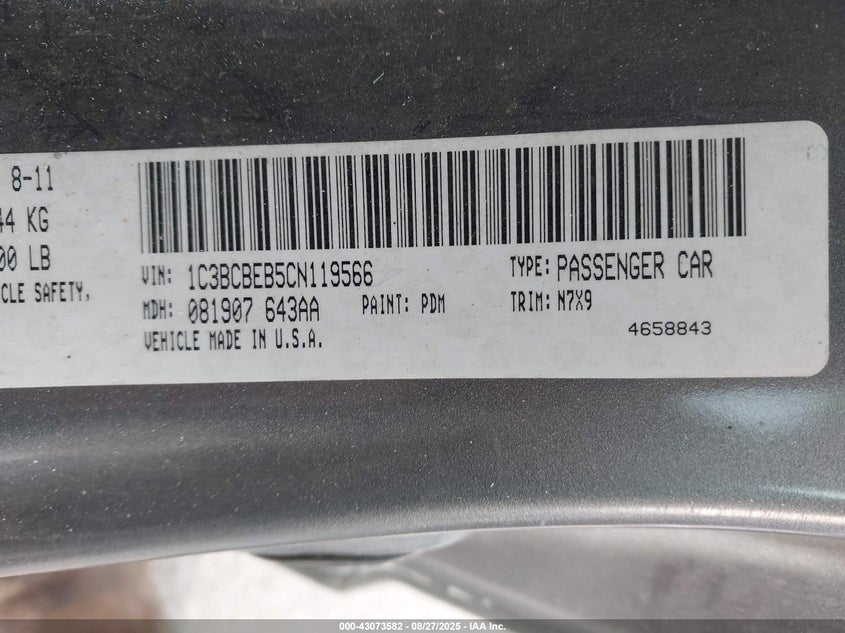 8-11
44 KG
00 LB
CLE SAFETY,
VIN: 1C3BCBEB5CN119566 TYPE: PASSENGER CAR
MDH: 081907 643AA PAINT: PDM TRIM: N7X9
VEHICLE MADE IN U.S.A. 4658843
000-43073582 - 08/27/2025 - IAA Inc.